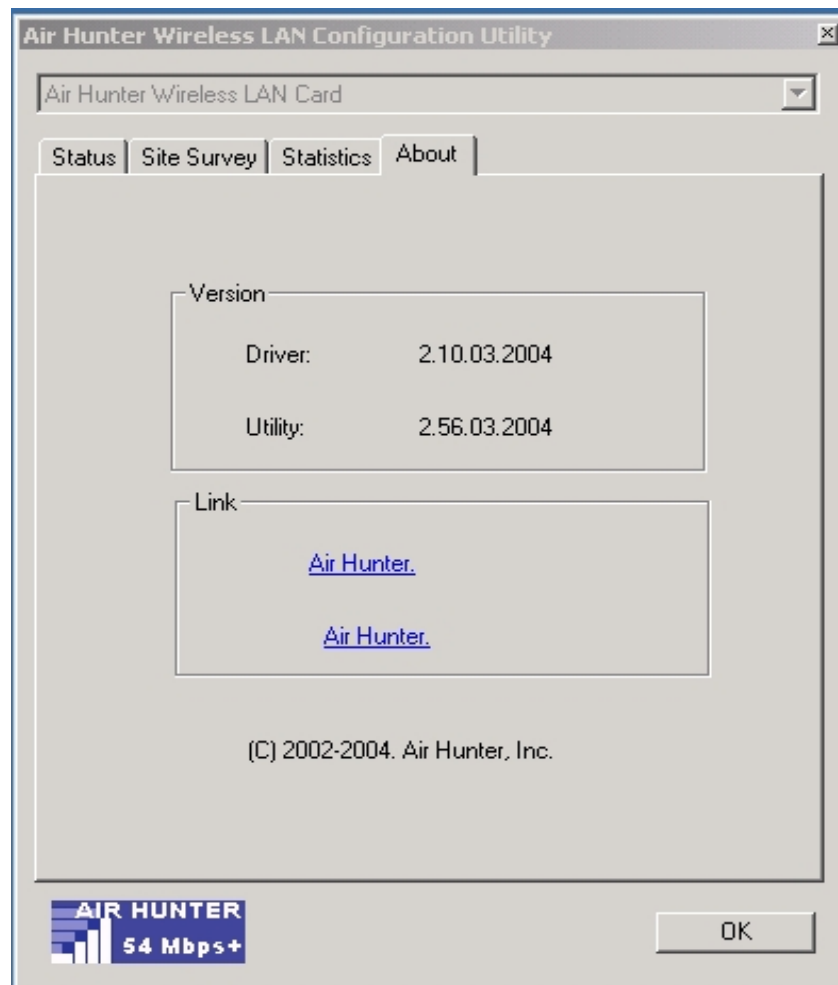 Air Hunter Wireless LAN Configuration Utility
Air Hunter Wireless LAN Card
Status Site Survey Statistics About
Version
Driver: 2.10.03.2004
Utility: 2.56.03.2004
Link
Air Hunter.
Air Hunter.
(C) 2002-2004. Air Hunter, Inc.
AIR HUNTER
54 Mbps+
OK